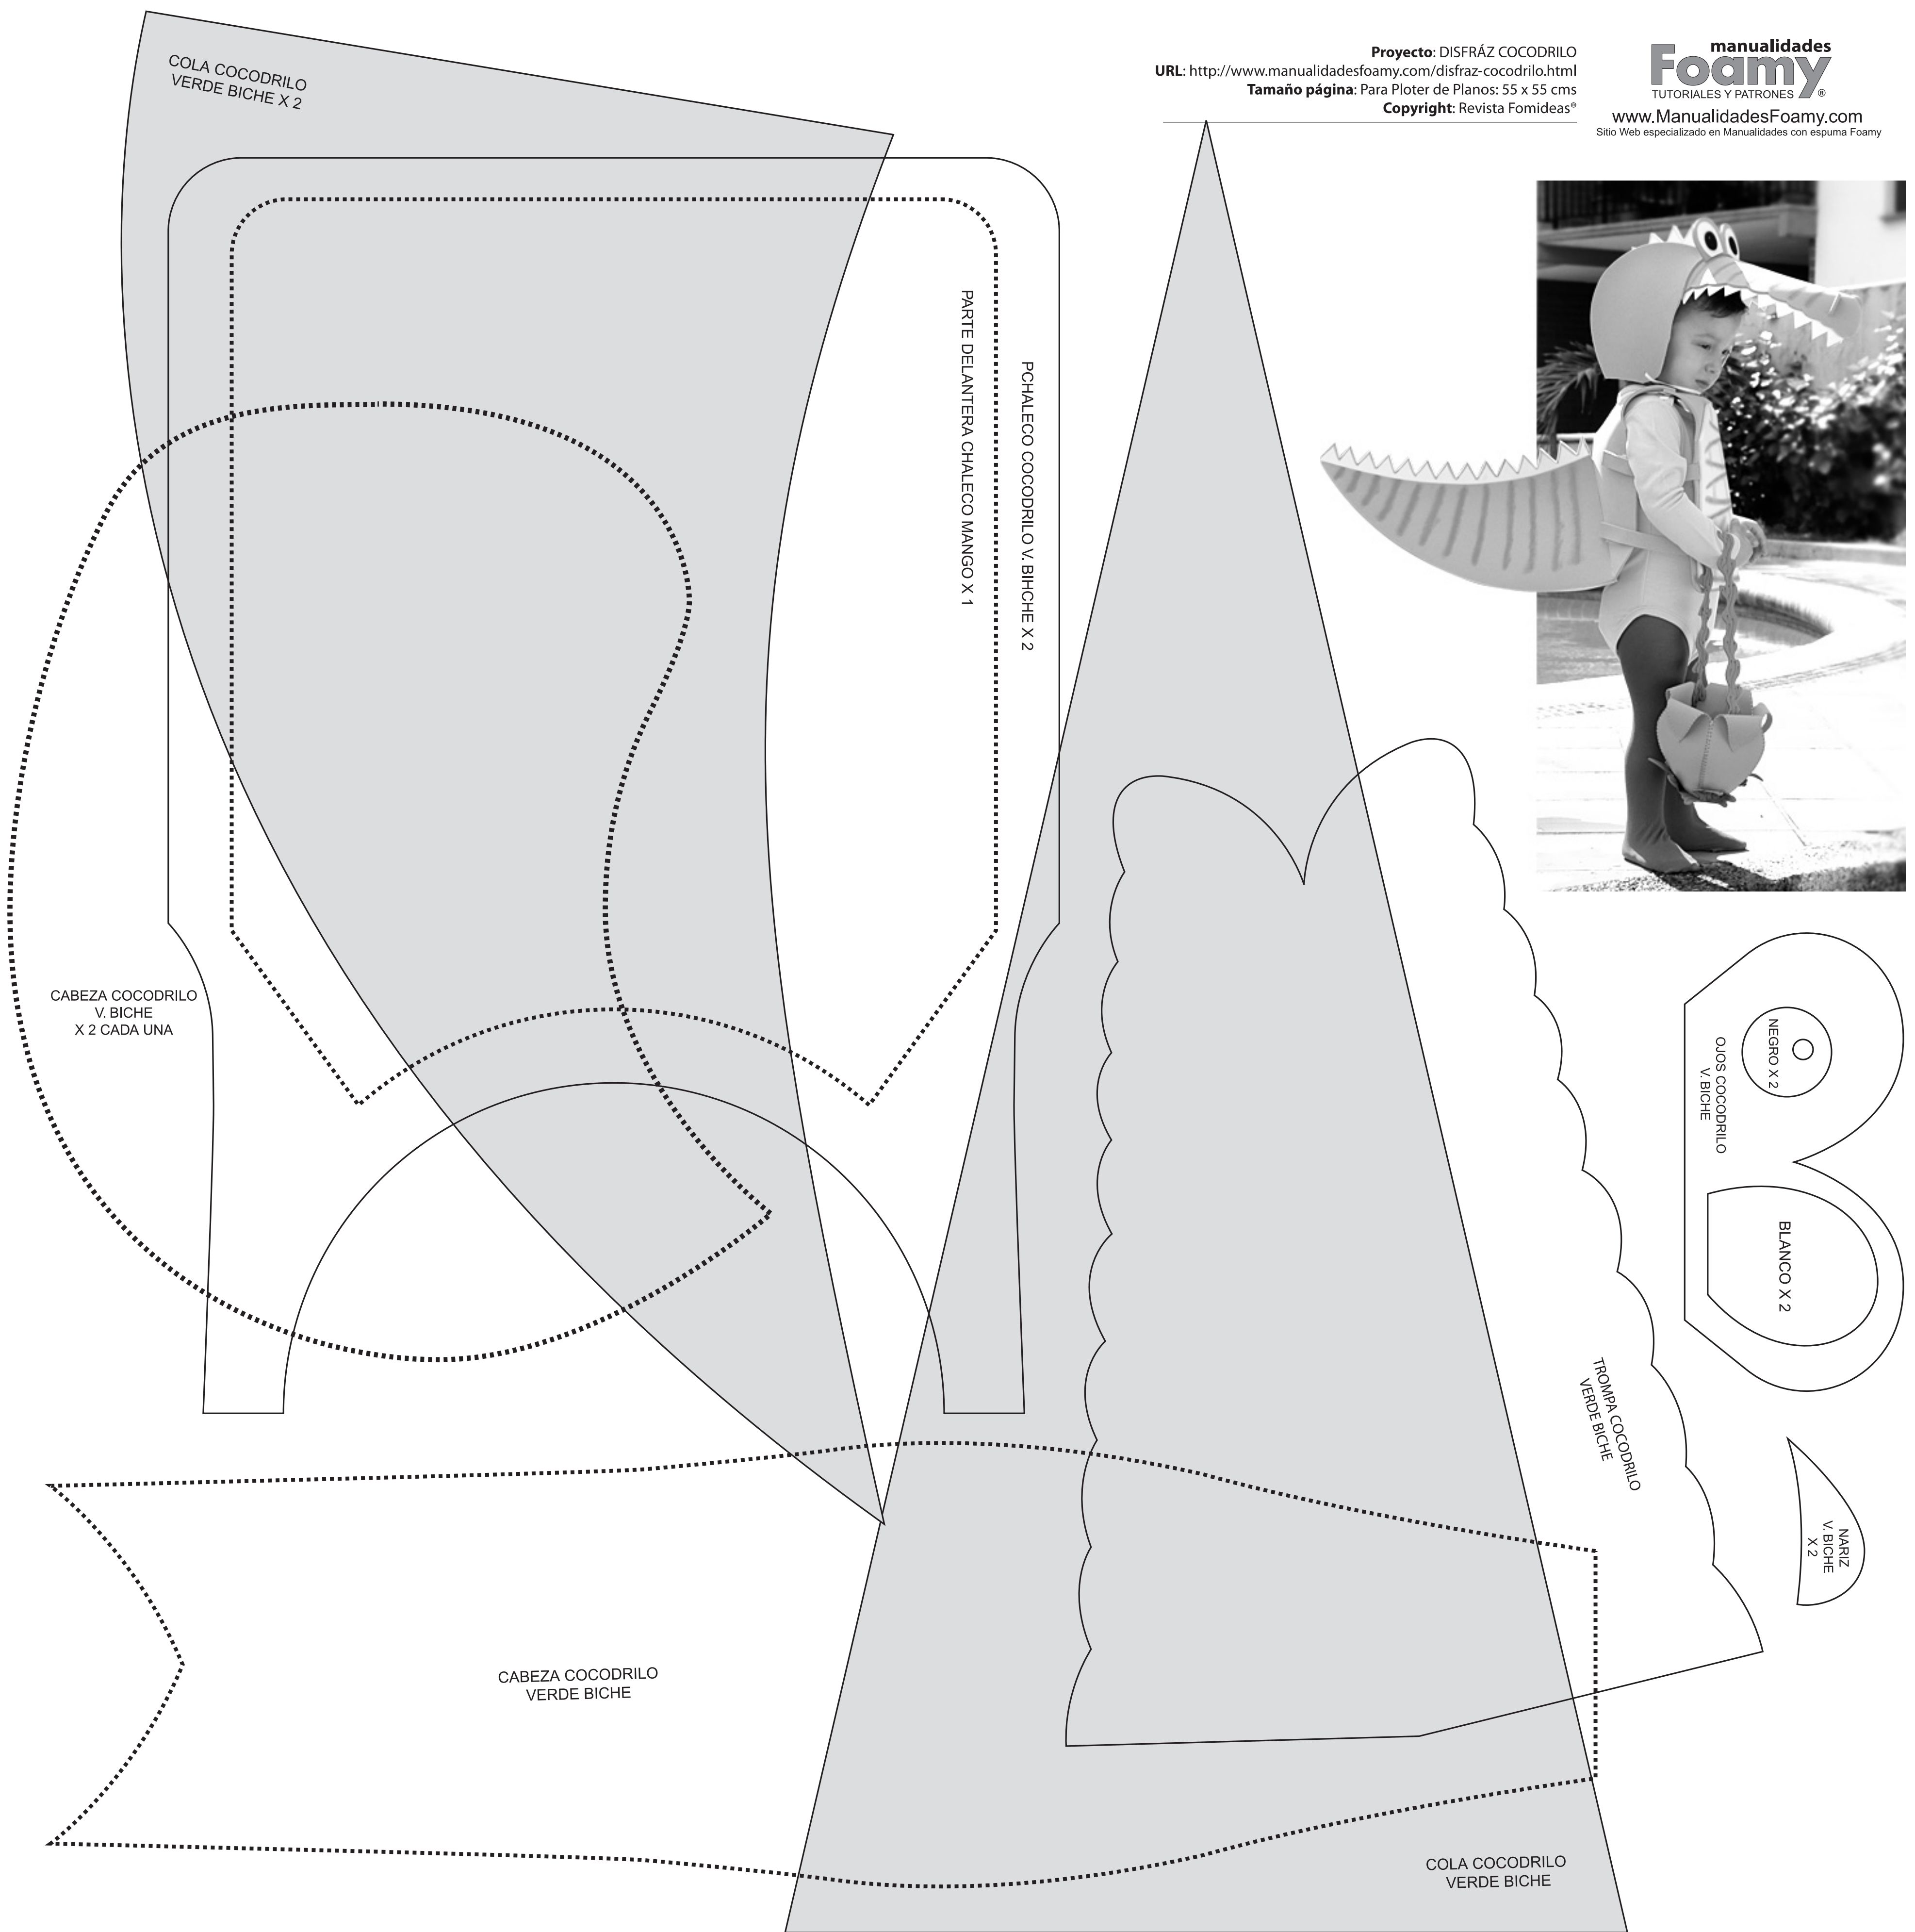 COLA COCODRILO
VERDE BICHE X 2
Proyecto: DISFRÁZ COCODRILO
URL: http://www.manualidadesfoamy.com/disfraz-cocodrilo.html
Tamaño página: Para Ploter de Planos: 55 x 55 cms
Copyright: Revista Fomideas®
manualidades
Foamy
TUTORIALES Y PATRONES ®
www.ManualidadesFoamy.com
Sitio Web especializado en Manualidades con espuma Foamy
PARTE DELANTERA CHALECO MANGO X 1
PCHALECO COCODRILO V. BIHCHE X 2
CABEZA COCODRILO
V. BICHE
X 2 CADA UNA
NEGRO X 2
OJOS COCODRILO
V. BICHE
BLANCO X 2
TROMPA COCODRILO
VERDE BICHE
NARIZ
V. BICHE
X 2
CABEZA COCODRILO
VERDE BICHE
COLA COCODRILO
VERDE BICHE